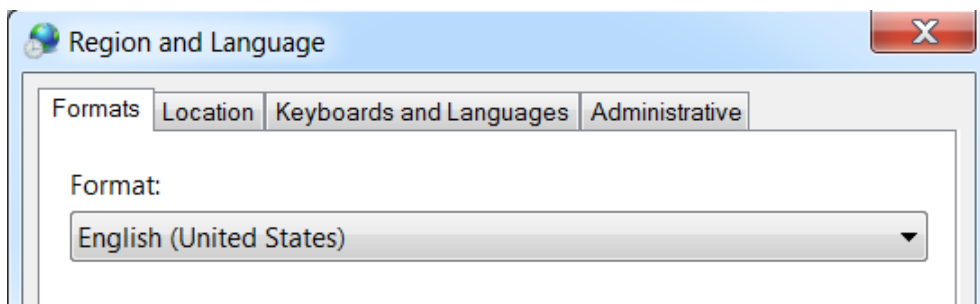 Region and Language
Formats Location Keyboards and Languages Administrative
Format:
English (United States)